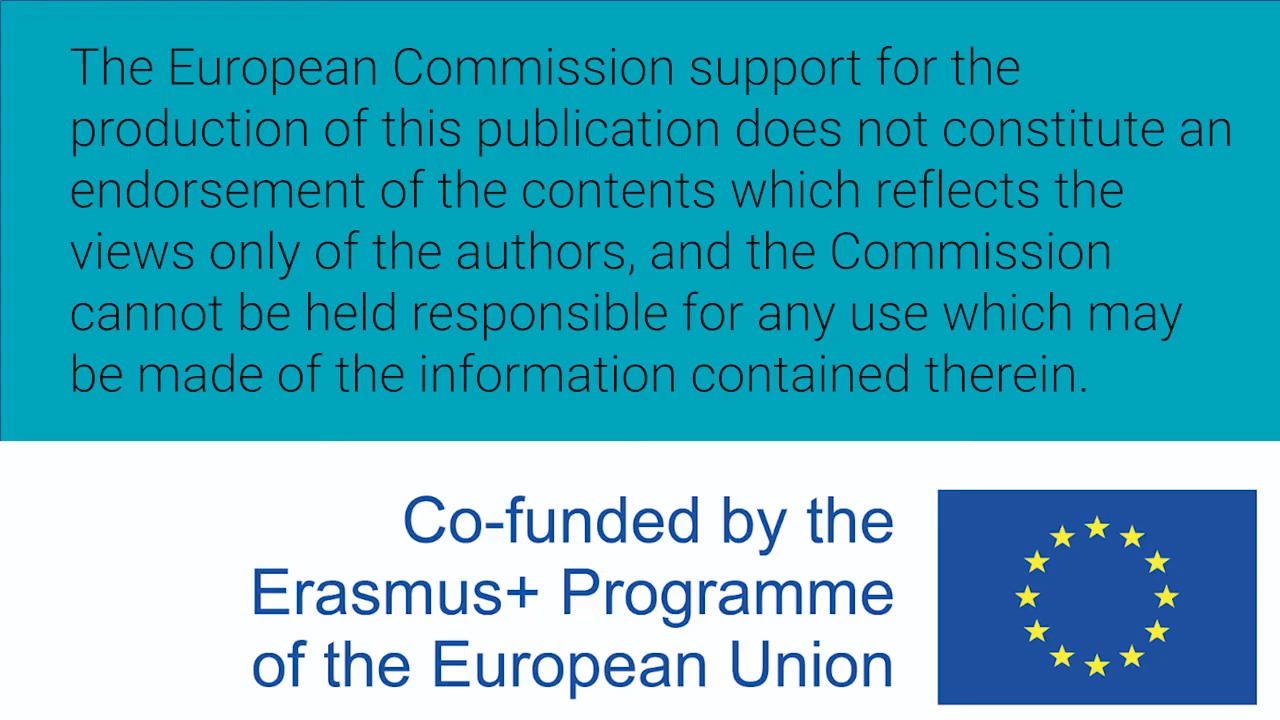 The European Commission support for the
production of this publication does not constitute an
endorsement of the contents which reflects the
views only of the authors, and the Commission
cannot be held responsible for any use which may
be made of the information contained therein.
Co-funded by the
Erasmus+ Programme
of the European Union